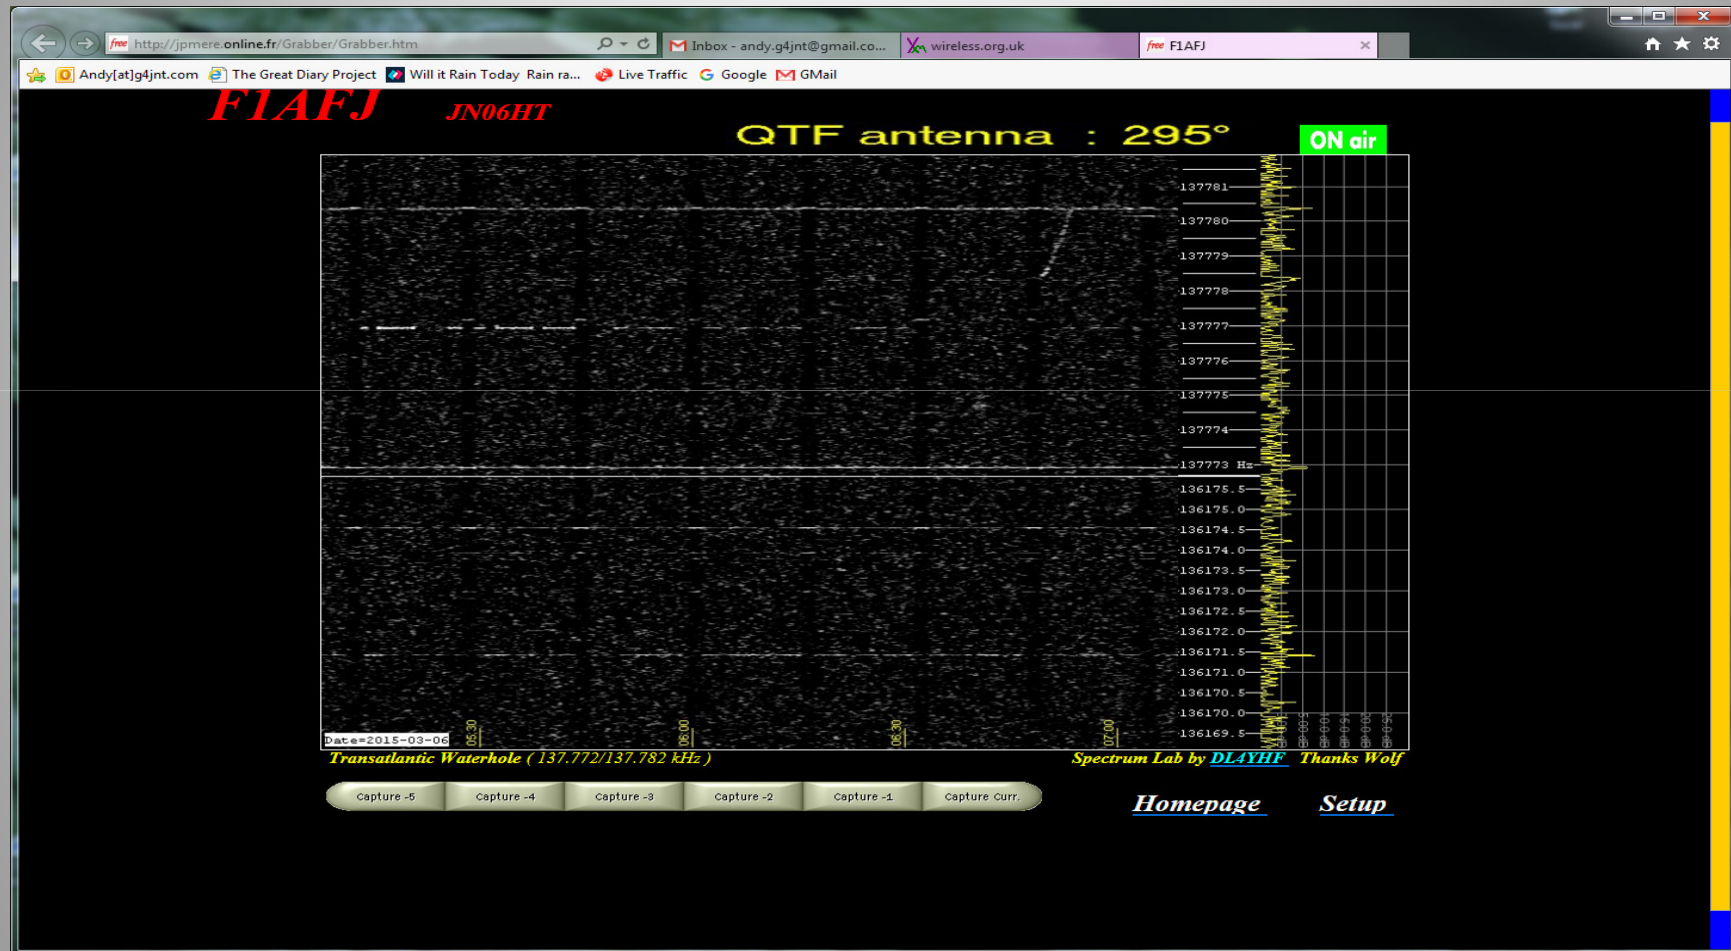 free http://jpmere.online.fr/Grabber/Grabber.htm
Inbox - andy.g4jnt@gmail.co...
wireless.org.uk
free F1AFJ
Andy[at]g4jnt.com
The Great Diary Project
Will it Rain Today Rain ra...
Live Traffic
Google
GMail
F1AFJ JN06HT
QTF antenna : 295°
ON air
137781
137780
137779
137778
137777
137776
137775
137774
137773 Hz
136175.5
136175.0
136174.5
136174.0
136173.5
136173.0
136172.5
136172.0
136171.5
136171.0
136170.5
136170.0
136169.5
05:30
06:00
06:30
07:00
Date=2015-03-06
Transatlantic Waterhole ( 137.772/137.782 kHz )
Spectrum Lab by DL4YHF Thanks Wolf
Capture -5
Capture -4
Capture -3
Capture -2
Capture -1
Capture Curr.
Homepage
Setup